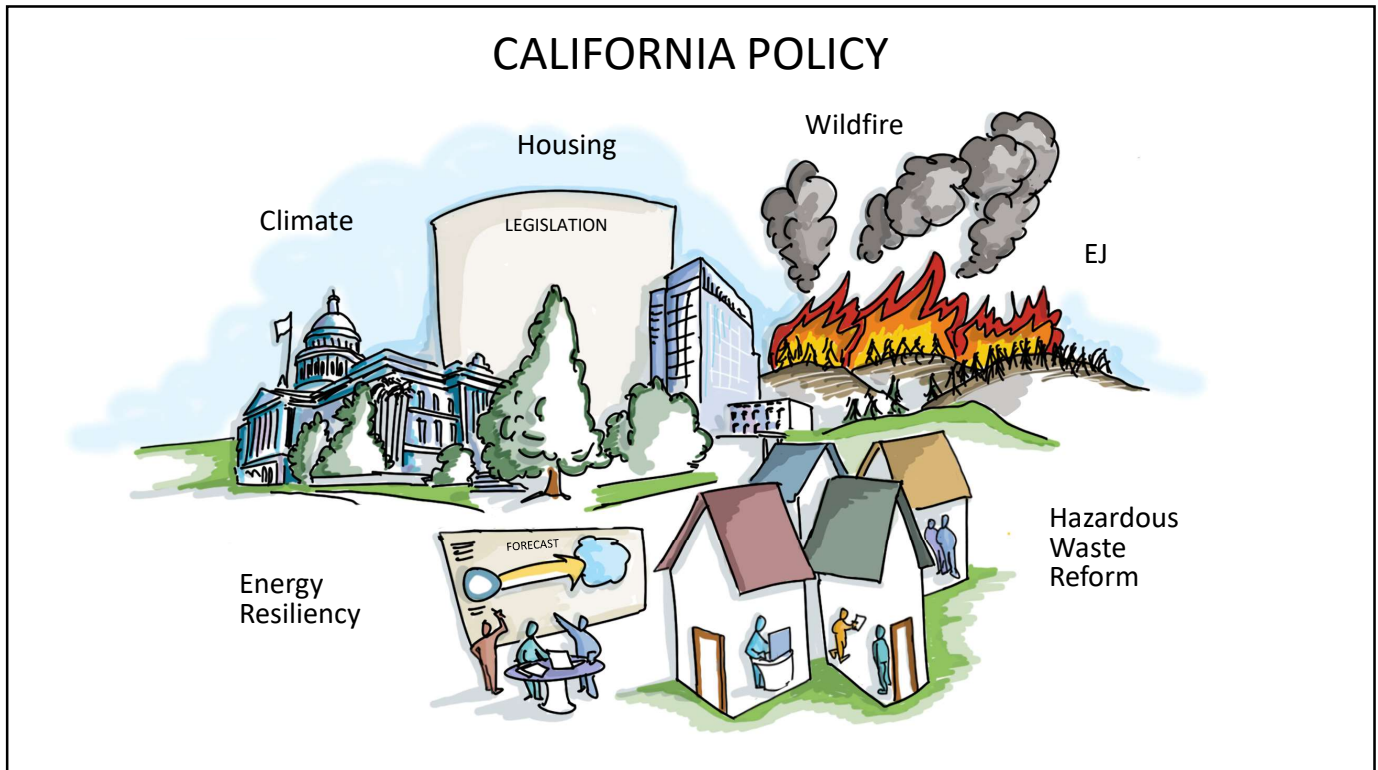 CALIFORNIA POLICY
Wildfire
Housing
Climate
LEGISLATION
EJ
Hazardous
Waste
Reform
FORECAST
Energy
Resiliency